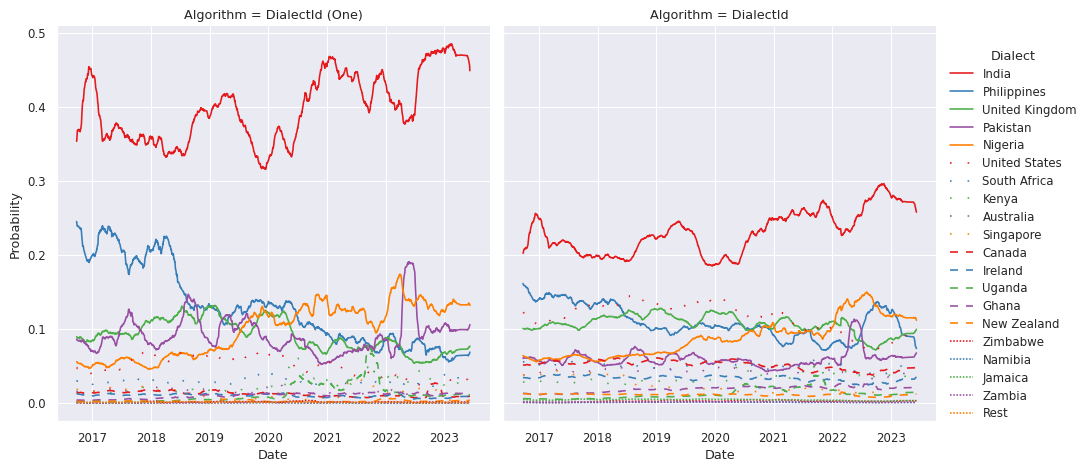 Algorithm = DialectId (One)
Algorithm = DialectId
Probability
0.5
0.4
0.3
0.2
0.1
0.0
2017 2018 2019 2020 2021 2022 2023
Date
2017 2018 2019 2020 2021 2022 2023
Date
Dialect
India
Philippines
United Kingdom
Pakistan
Nigeria
United States
South Africa
Kenya
Australia
Singapore
Canada
Ireland
Uganda
Ghana
New Zealand
Zimbabwe
Namibia
Jamaica
Zambia
Rest